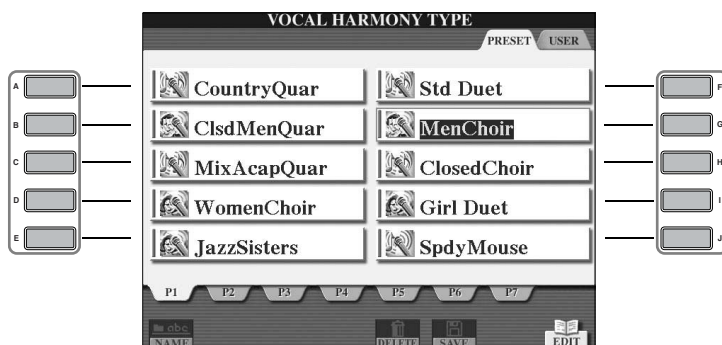 VOCAL HARMONY TYPE
PRESET USER
A CountryQuar Std Duet F
B ClsdMenQuar MenChoir G
C MixAcapQuar ClosedChoir H
D WomenChoir Girl Duet I
E JazzSisters SpdyMouse J
P1 P2 P3 P4 P5 P6 P7
abc
NAME DELETE SAVE EDIT